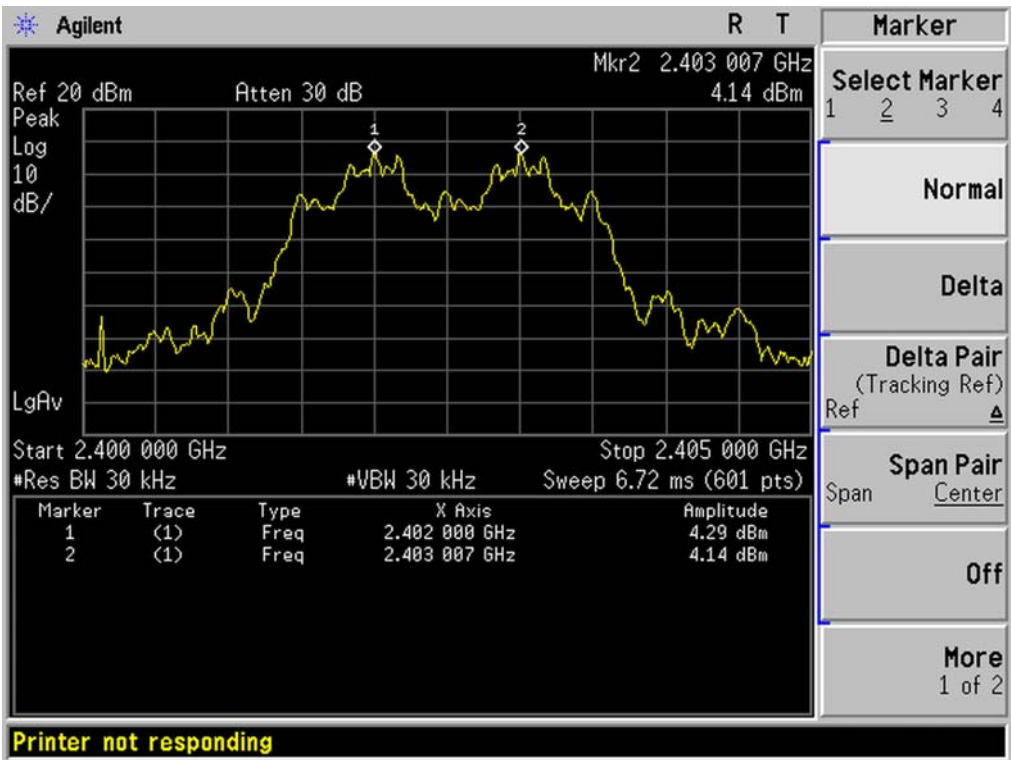 Agilent R T
Mkr2 2.403 007 GHz
Ref 20 dBm Atten 30 dB 4.14 dBm
Peak
Log
10
dB/
1 2
LgAv
Start 2.400 000 GHz Stop 2.405 000 GHz
#Res BW 30 kHz #VBW 30 kHz Sweep 6.72 ms (601 pts)
Marker Trace Type X Axis Amplitude
1 (1) Freq 2.402 000 GHz 4.29 dBm
2 (1) Freq 2.403 007 GHz 4.14 dBm
Printer not responding
Marker
Select Marker
1 2 3 4
Normal
Delta
Delta Pair
(Tracking Ref)
Ref Δ
Span Pair
Span Center
Off
More
1 of 2